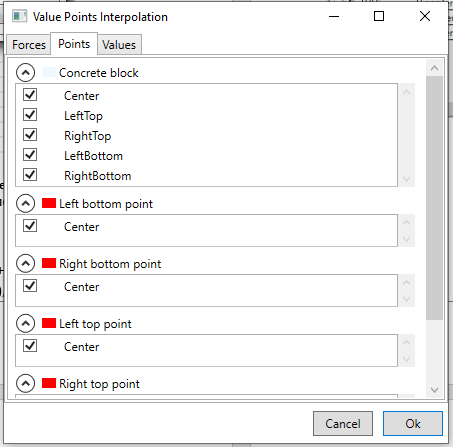 Value Points Interpolation
Forces Points Values
Concrete block
Center
LeftTop
RightTop
LeftBottom
RightBottom
Left bottom point
Center
Right bottom point
Center
Left top point
Center
Right top point
Cancel Ok